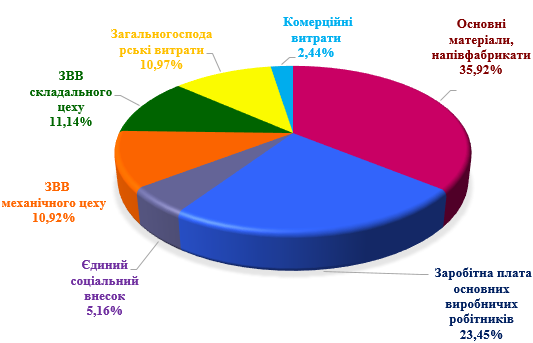 Комерційні
витрати
2,44%
Основні
матеріали,
напівфабрикати
35,92%
Заробітна плата
основних
виробничих
робітників
23,45%
Єдиний
соціальний
внесок
5,16%
ЗВВ
механічного цеху
10,92%
ЗВВ
складального
цеху
11,14%
Загальногоспода
рські витрати
10,97%